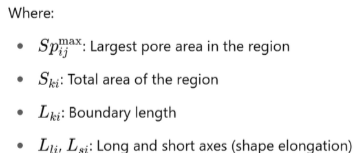 Where:
• Sp_{ij}^{max}: Largest pore area in the region
• S_{ki}: Total area of the region
• L_{ki}: Boundary length
• L_{li}, L_{si}: Long and short axes (shape elongation)